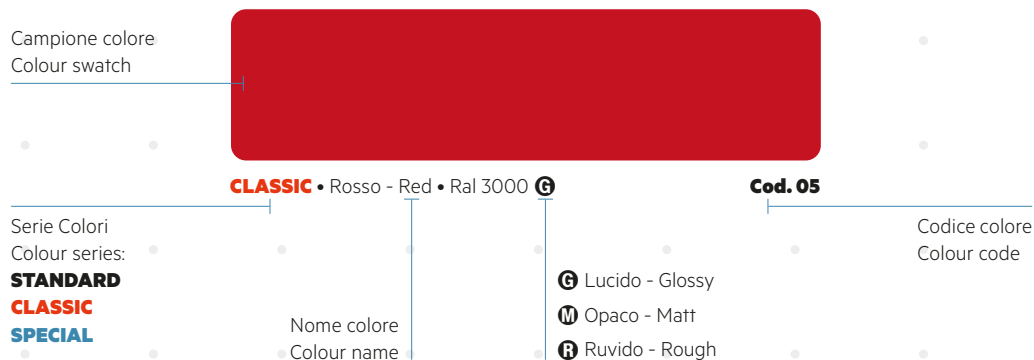 Campione colore
Colour swatch
CLASSIC • Rosso - Red • Ral 3000 G
Cod. 05
Serie Colori
Colour series:
STANDARD
CLASSIC
SPECIAL
Nome colore
Colour name
G Lucido - Glossy
M Opaco - Matt
R Ruvido - Rough
Codice colore
Colour code